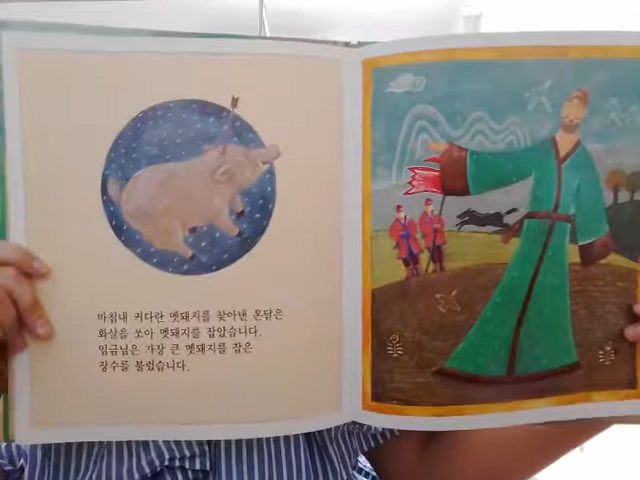 마침내 커다란 멧돼지를 찾아낸 온달은
화살을 쏘아 멧돼지를 잡았습니다.
임금님은 가장 큰 멧돼지를 잡은
장수를 불렀습니다.